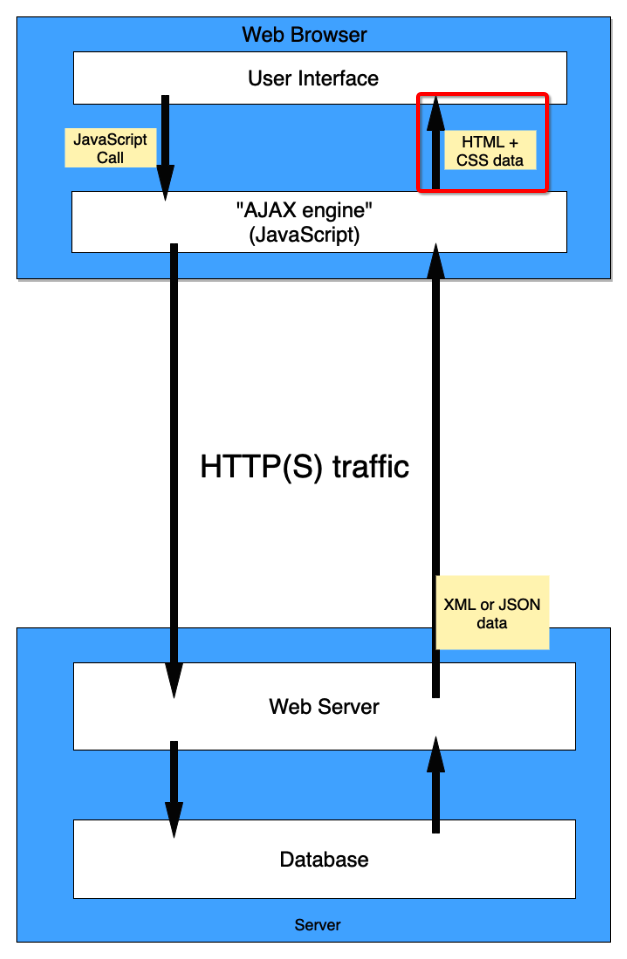 Web Browser
User Interface
JavaScript
Call
HTML +
CSS data
"AJAX engine"
(JavaScript)
HTTP(S) traffic
XML or JSON
data
Web Server
Database
Server